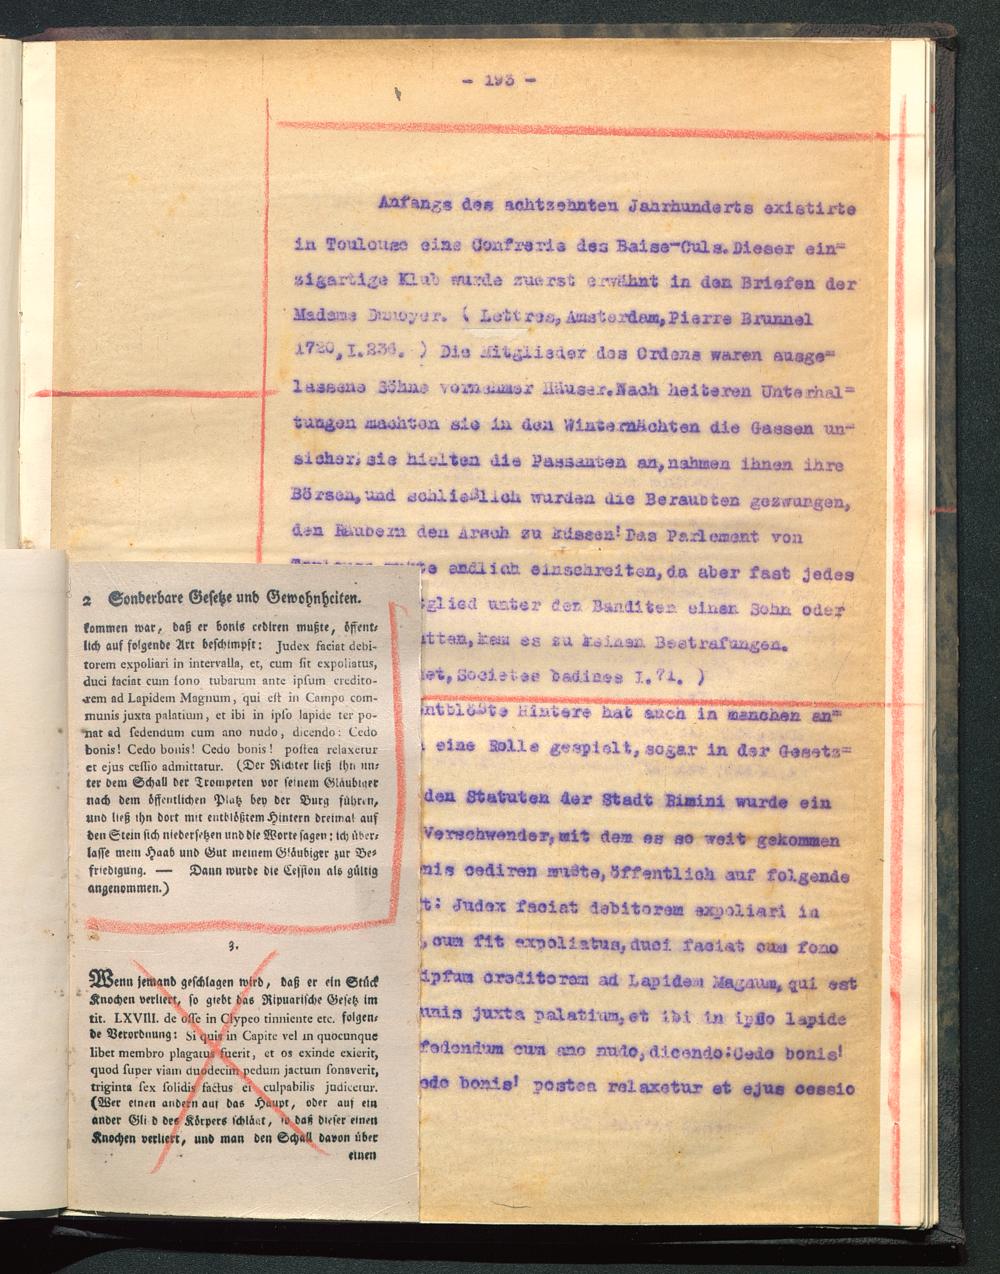 - 193 -
Anfangs des achtzehnten Jahrhunderts existirte
in Toulouse eine Confrerie des Baise-Culs.Dieser ein=
zigartige Klub wurde zuerst erwähnt in den Briefen der
Madame Dunoyer. ( Lettres,Amsterdam,Pierre Brunnel
1720,I.236. ) Die Mitglieder des Ordens waren ausge=
lassene Söhne vornehmer Häuser.Nach heiteren Unterhal=
tungen machten sie in den Winternächten die Gassen un=
sicher;sie hielten die Passanten an,nahmen ihnen ihre
Börsen,und schließlich wurden die Beraubten gezwungen,
den Räubern den Arsch zu küssen!Das Parlement von
endlich einschreiten,da aber fast jedes
tglied unter den Banditen einen Sohn oder
atten,kam es zu keinen Bestrafungen.
et,Societes badines I.71. )
entblößte Hintere hat auch in manchen an=
eine Rolle gespielt,sogar in der Gesetz=
den Statuten der Stadt Rimini wurde ein
Verschwender,mit dem es so weit gekommen
nis cediren mußte,öffentlich auf folgende
t: Judex faciat debitorem expoliari in
,cum fit expoliatus,duci faciat cum fono
ipfum creditorem ad Lapidem Magnum,qui est
unis juxta palatium,et ibi in ipfo lapide
fedendum cum ano nudo,dicendo:Cedo bonis!
edo bonis! postea relaxetur et ejus cessio
2 Sonderbare Gesetze und Gewohnheiten.
kommen war, daß er bonis cediren mußte, öffent-
lich auf folgende Art beschimpft: Judex faciat debi-
torem expoliari in intervalla, et, cum fit expoliatus,
duci faciat cum sono tubarum ante ipsum credito-
rem ad Lapidem Magnum, qui est in Campo com-
munis juxta palatium, et ibi in ipso lapide ter po-
nat ad sedendum cum ano nudo, dicendo: Cedo
bonis! Cedo bonis! Cedo bonis! postea relaxetur
et ejus cessio admittatur. (Der Richter ließ ihn un-
ter dem Schall der Trompeten vor seinem Gläubiger
nach dem öffentlichen Platz bey der Burg führen,
und ließ ihn dort mit entblößtem Hintern dreimal auf
den Stein sich niedersetzen und die Worte sagen: ich über-
lasse mein Haab und Gut meinem Gläubiger zur Be-
friedigung. — Dann wurde die Cession als gültig
angenommen.)
3.
Wenn jemand geschlagen wird, daß er ein Stück
Knochen verliert, so giebt das Ripuarische Gesetz im
tit. LXVIII. de osse in Clypeo tinniente etc. folgen-
de Verordnung: Si quis in Capite vel in quocunque
libet membro plagatus fuerit, et os exinde exierit,
quod super viam duodecim pedum jactum sonaverit,
triginta sex solidis factus et culpabilis judicetur.
(Wer einen andern auf das Haupt, oder auf ein
ander Glied des Körpers schlägt, so daß dieser einen
Knochen verliert, und man den Schall davon über
einen